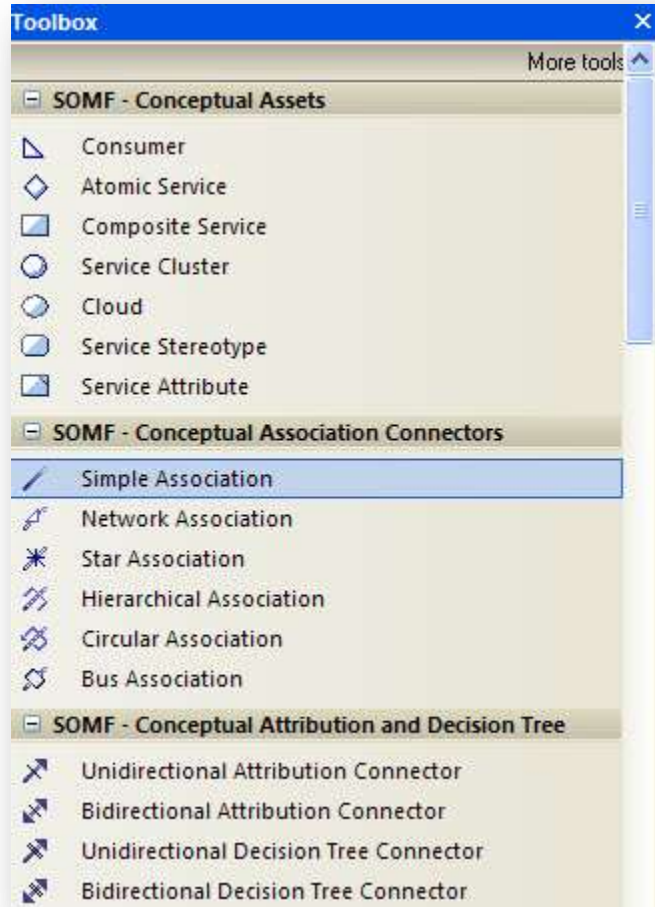 Toolbox
More tools
SOMF - Conceptual Assets
Consumer
Atomic Service
Composite Service
Service Cluster
Cloud
Service Stereotype
Service Attribute
SOMF - Conceptual Association Connectors
Simple Association
Network Association
Star Association
Hierarchical Association
Circular Association
Bus Association
SOMF - Conceptual Attribution and Decision Tree
Unidirectional Attribution Connector
Bidirectional Attribution Connector
Unidirectional Decision Tree Connector
Bidirectional Decision Tree Connector